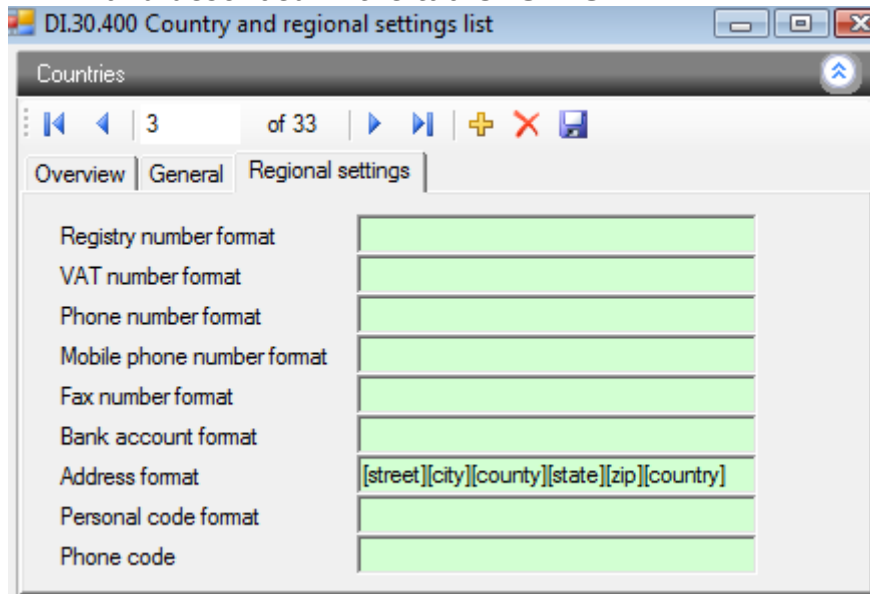 DI.30.400 Country and regional settings list
Countries
3 of 33
Overview General Regional settings
Registry number format
VAT number format
Phone number format
Mobile phone number format
Fax number format
Bank account format
Address format [street][city][county][state][zip][country]
Personal code format
Phone code